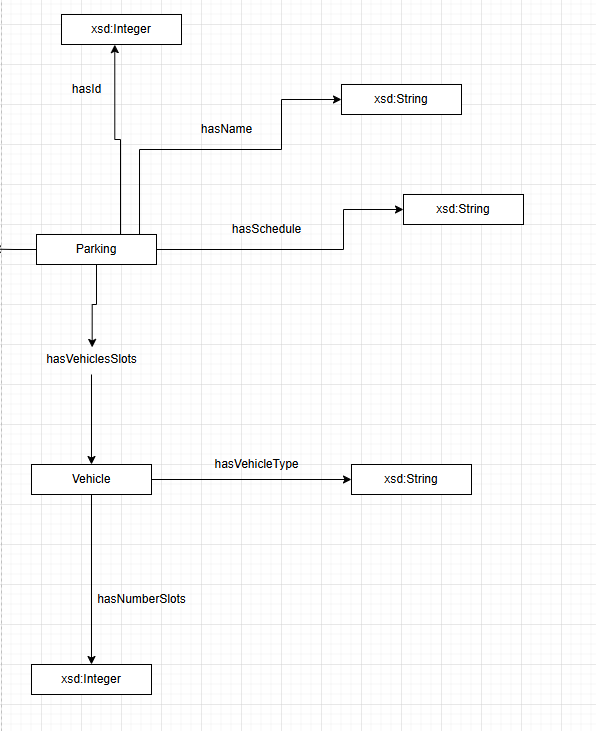 xsd:Integer
hasId
xsd:String
hasName
xsd:String
hasSchedule
Parking
hasVehiclesSlots
hasVehicleType
Vehicle
xsd:String
hasNumberSlots
xsd:Integer